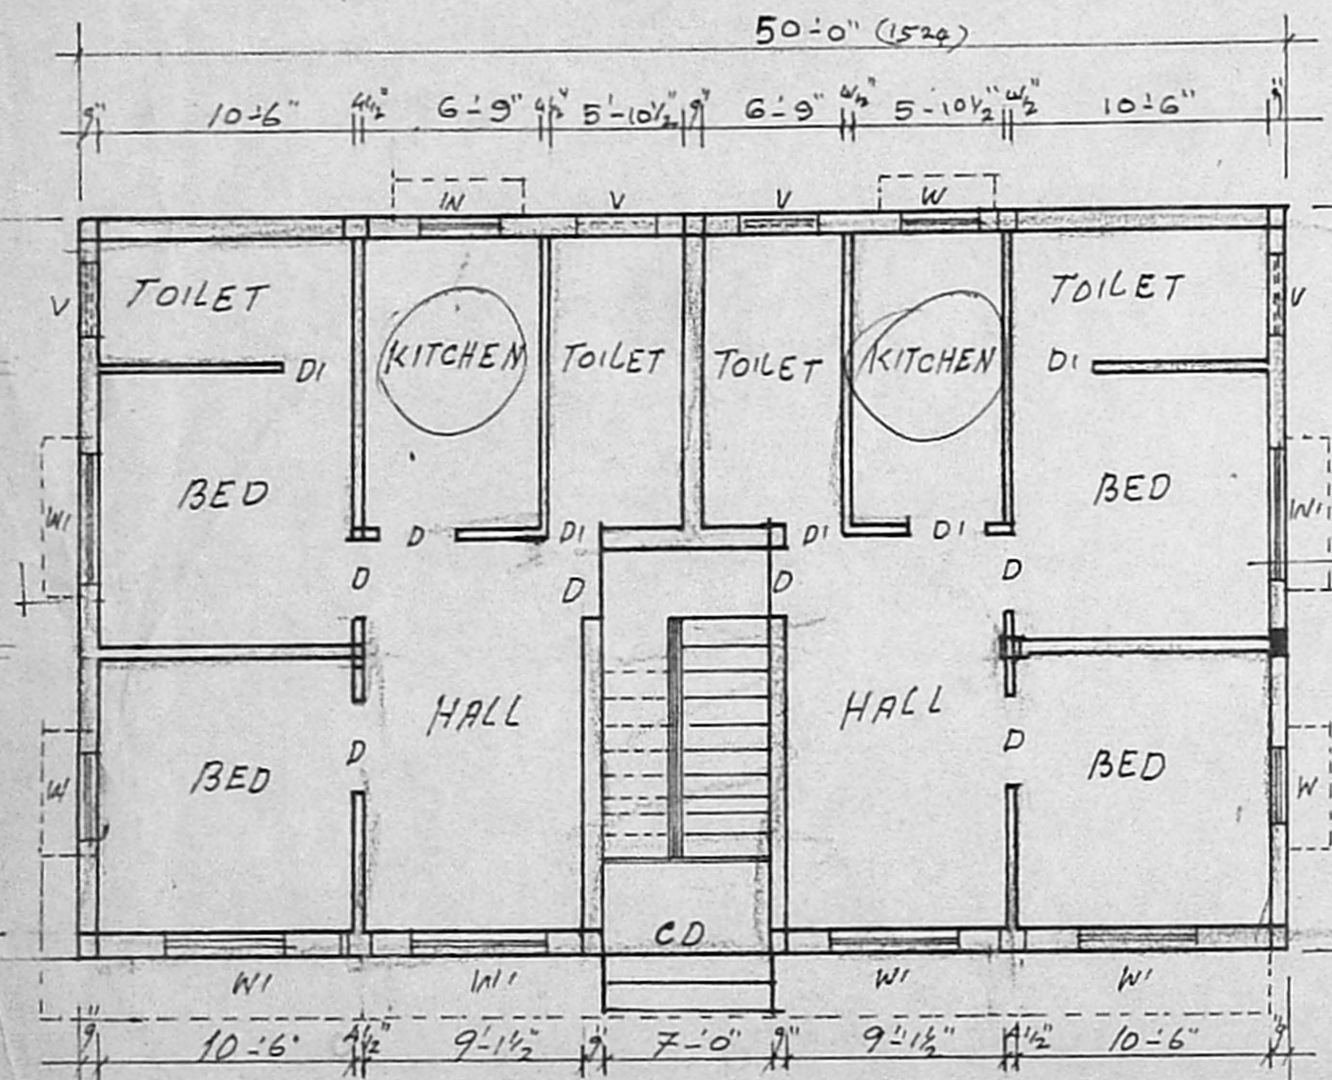 50'-0" (1524)
9" 10'-6" 4½" 6'-9" 4½" 5'-10½" 9" 6'-9" 4½" 5-10½" 4½" 10'-6" 9"
W V V W
TOILET TOILET
V V
KITCHEN TOILET TOILET KITCHEN
D1 D1
BED BED
W1 W1
D D1 D1 D1
D D D D
HALL HALL
D D
BED BED
W W
CD
W1 W1 W1 W1
9" 10'-6" 4½" 9'-1½" 9" 7'-0" 9" 9'-1½" 4½" 10'-6" 9"